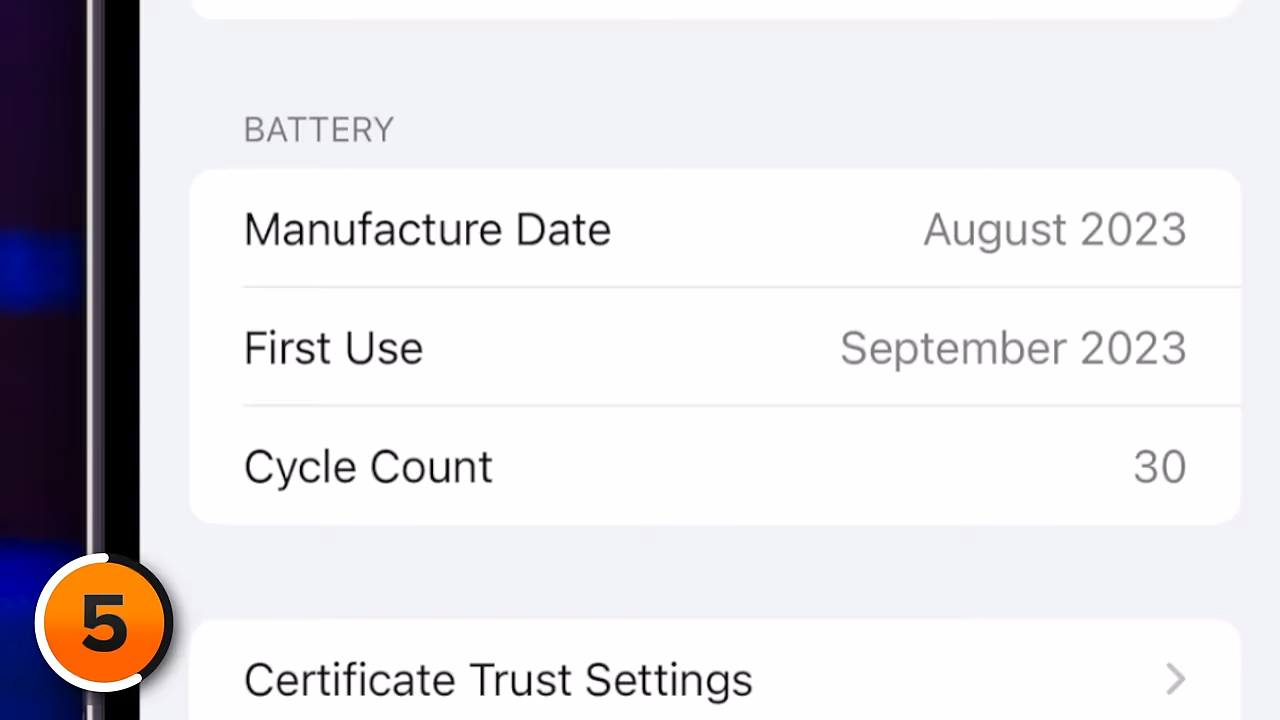 BATTERY
Manufacture Date August 2023
First Use September 2023
Cycle Count 30
5
Certificate Trust Settings